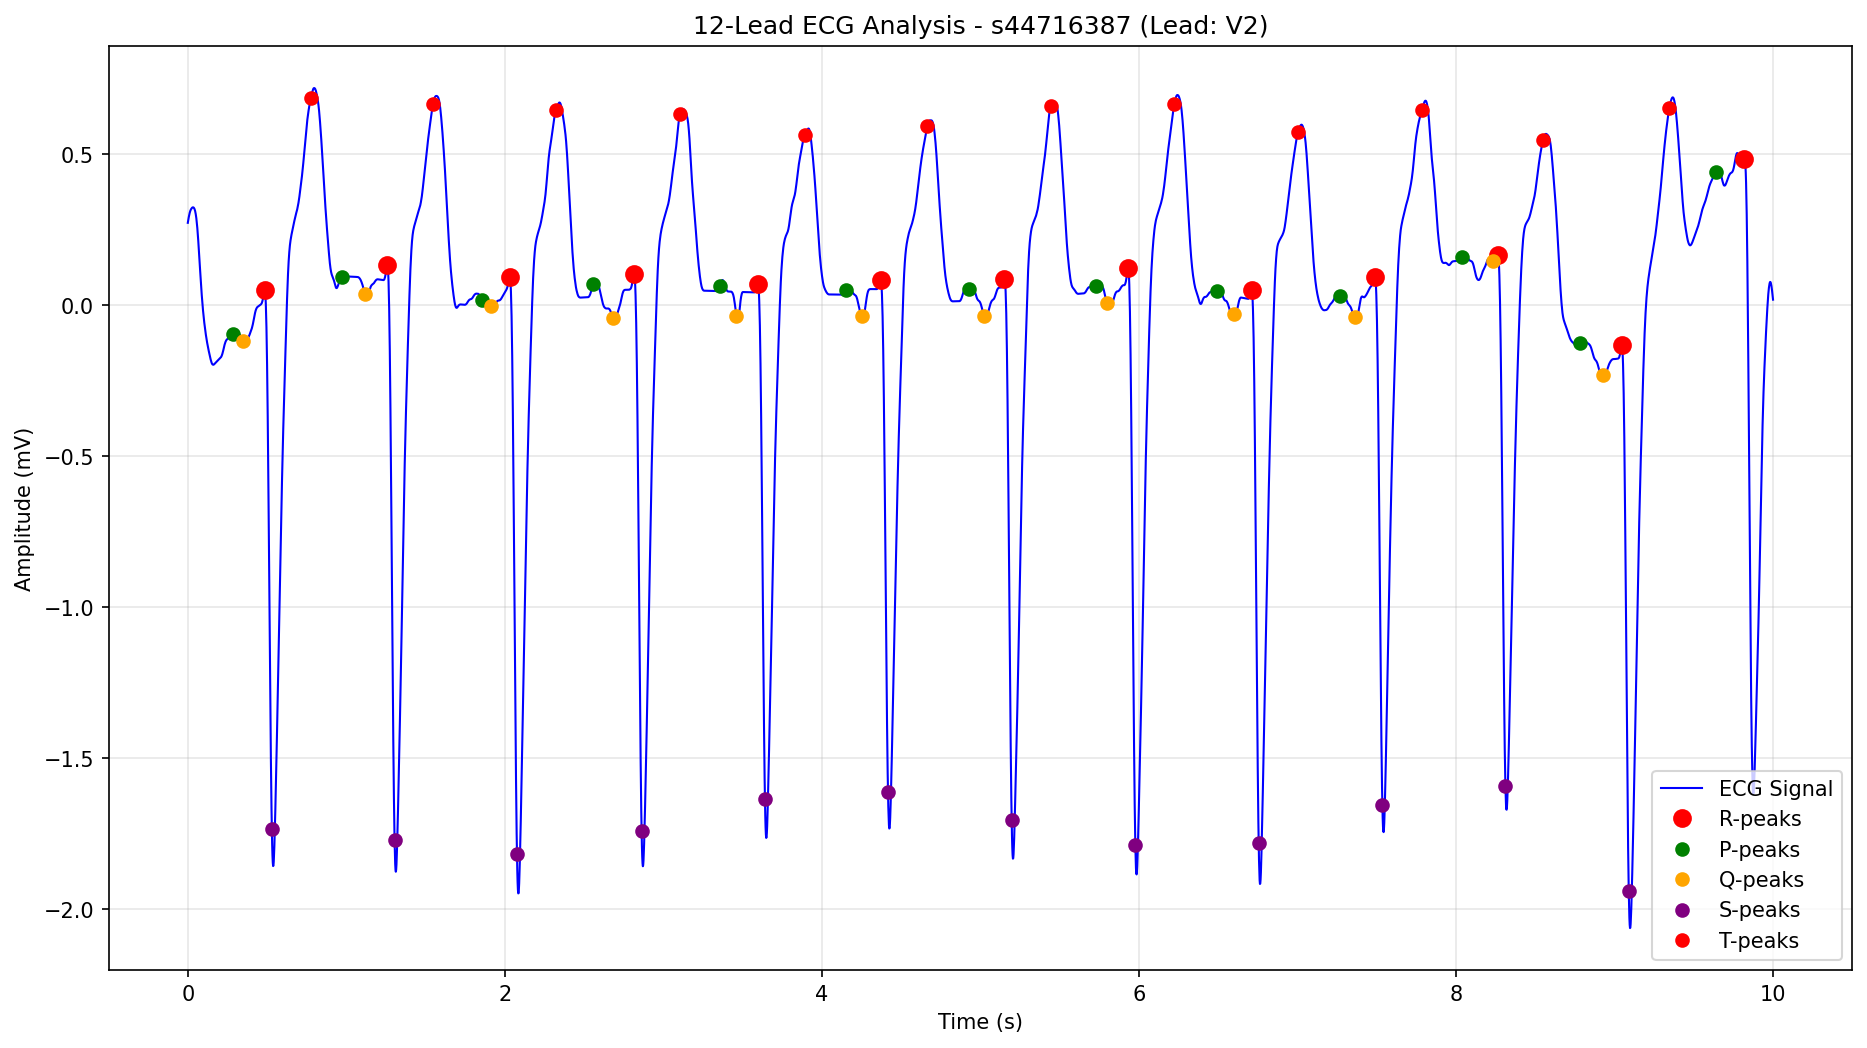 12-Lead ECG Analysis - s44716387 (Lead: V2)
Amplitude (mV)
0.5
0.0
−0.5
−1.0
−1.5
−2.0
0
2
4
6
8
10
Time (s)
ECG Signal
R-peaks
P-peaks
Q-peaks
S-peaks
T-peaks